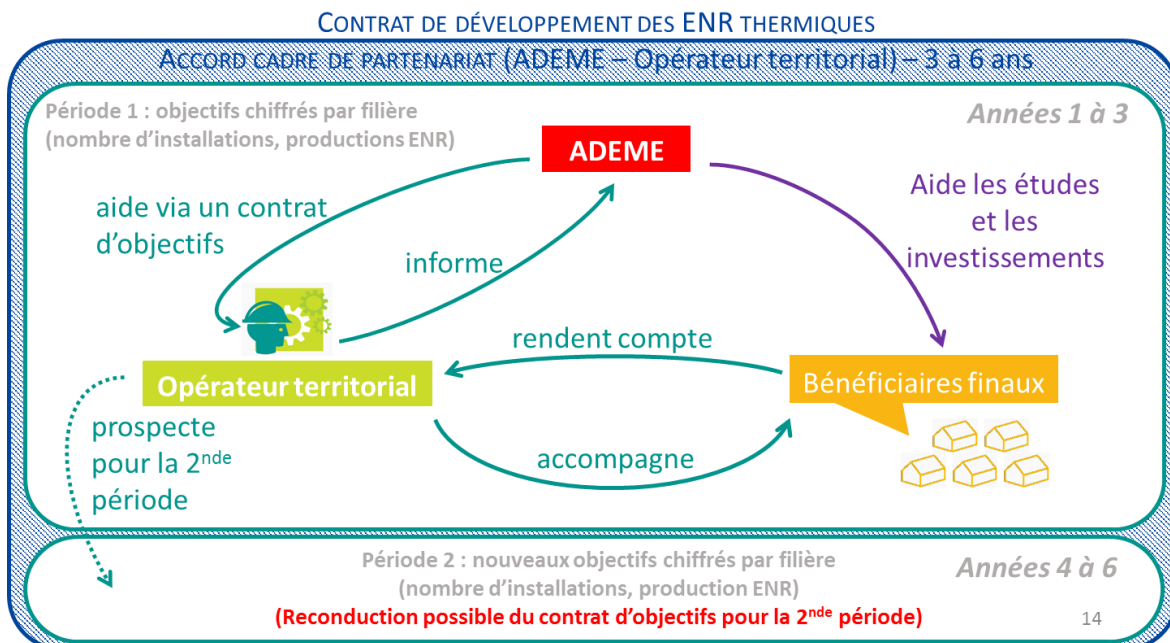 CONTRAT DE DÉVELOPPEMENT DES ENR THERMIQUES
ACCORD CADRE DE PARTENARIAT (ADEME – Opérateur territorial) – 3 à 6 ans
Période 1 : objectifs chiffrés par filière
(nombre d'installations, productions ENR)
Années 1 à 3
ADEME
aide via un contrat
d'objectifs
informe
Aide les études
et les
investissements
rendent compte
Opérateur territorial
Bénéficiaires finaux
prospecte
pour la 2nde
période
accompagne
Période 2 : nouveaux objectifs chiffrés par filière
(nombre d'installations, production ENR)
Années 4 à 6
(Reconduction possible du contrat d'objectifs pour la 2nde période)
14